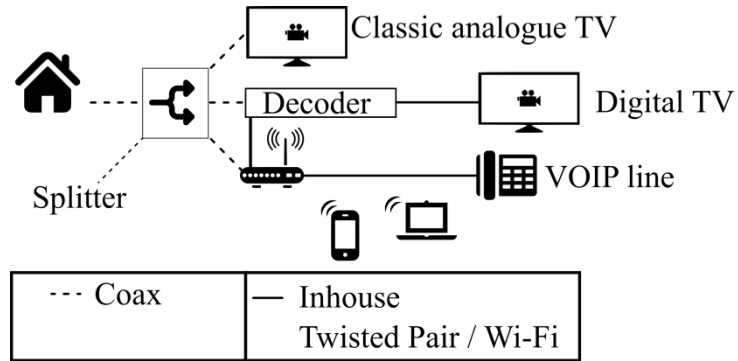 Classic analogue TV
Decoder
Digital TV
Splitter
VOIP line
--- Coax
— Inhouse
Twisted Pair / Wi-Fi